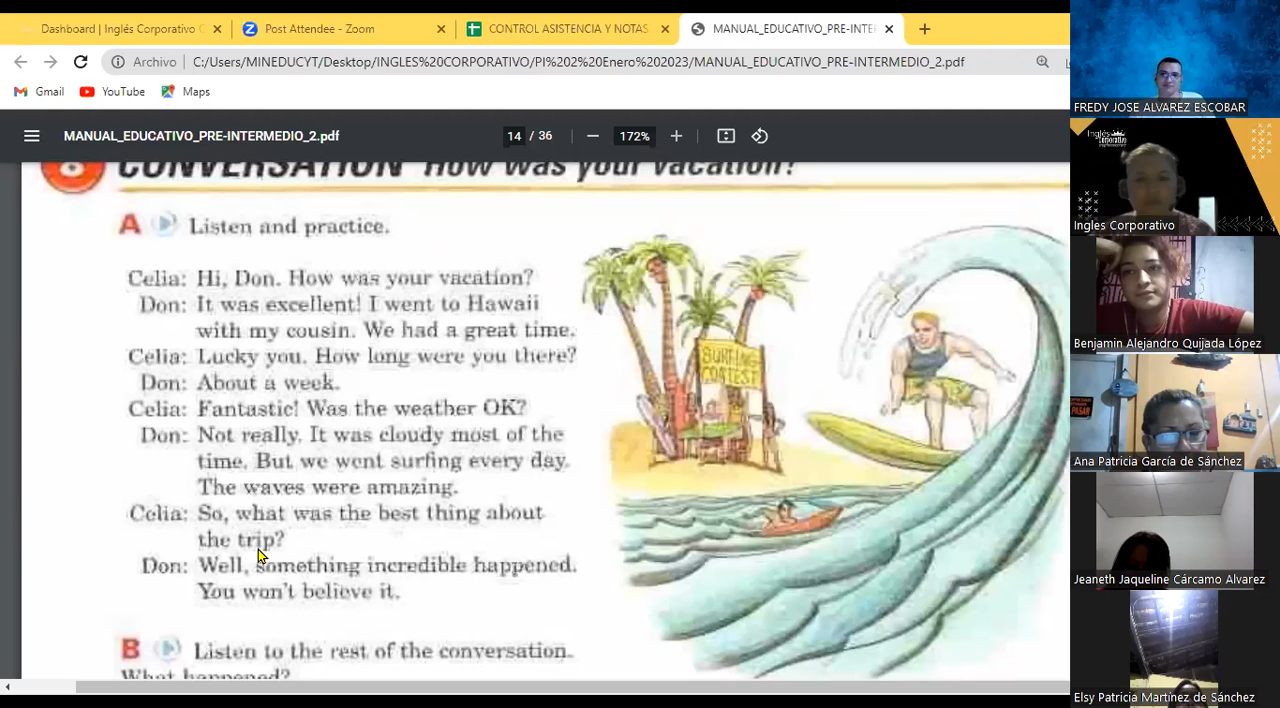 Dashboard | Inglés Corporativo
Post Attendee - Zoom
CONTROL ASISTENCIA Y NOTAS
MANUAL_EDUCATIVO_PRE-INTE
Archivo
C:/Users/MINEDUCYT/Desktop/INGLES%20CORPORATIVO/PI%202%20Enero%202023/MANUAL_EDUCATIVO_PRE-INTERMEDIO_2.pdf
Gmail
YouTube
Maps
MANUAL_EDUCATIVO_PRE-INTERMEDIO_2.pdf
14 / 36
172%
8 CONVERSATION How was your vacation?
A Listen and practice.
Celia: Hi, Don. How was your vacation?
Don: It was excellent! I went to Hawaii
with my cousin. We had a great time.
Celia: Lucky you. How long were you there?
Don: About a week.
Celia: Fantastic! Was the weather OK?
Don: Not really. It was cloudy most of the
time. But we went surfing every day.
The waves were amazing.
Celia: So, what was the best thing about
the trip?
Don: Well, something incredible happened.
You won't believe it.
SURFING
CONTEST
B Listen to the rest of the conversation.
What happened?
FREDY JOSE ALVAREZ ESCOBAR
Inglés
Corporativo
Ingles Corporativo
Benjamin Alejandro Quijada López
PASAR
Ana Patricia García de Sánchez
Jeaneth Jaqueline Cárcamo Alvarez
Elsy Patricia Martínez de Sánchez